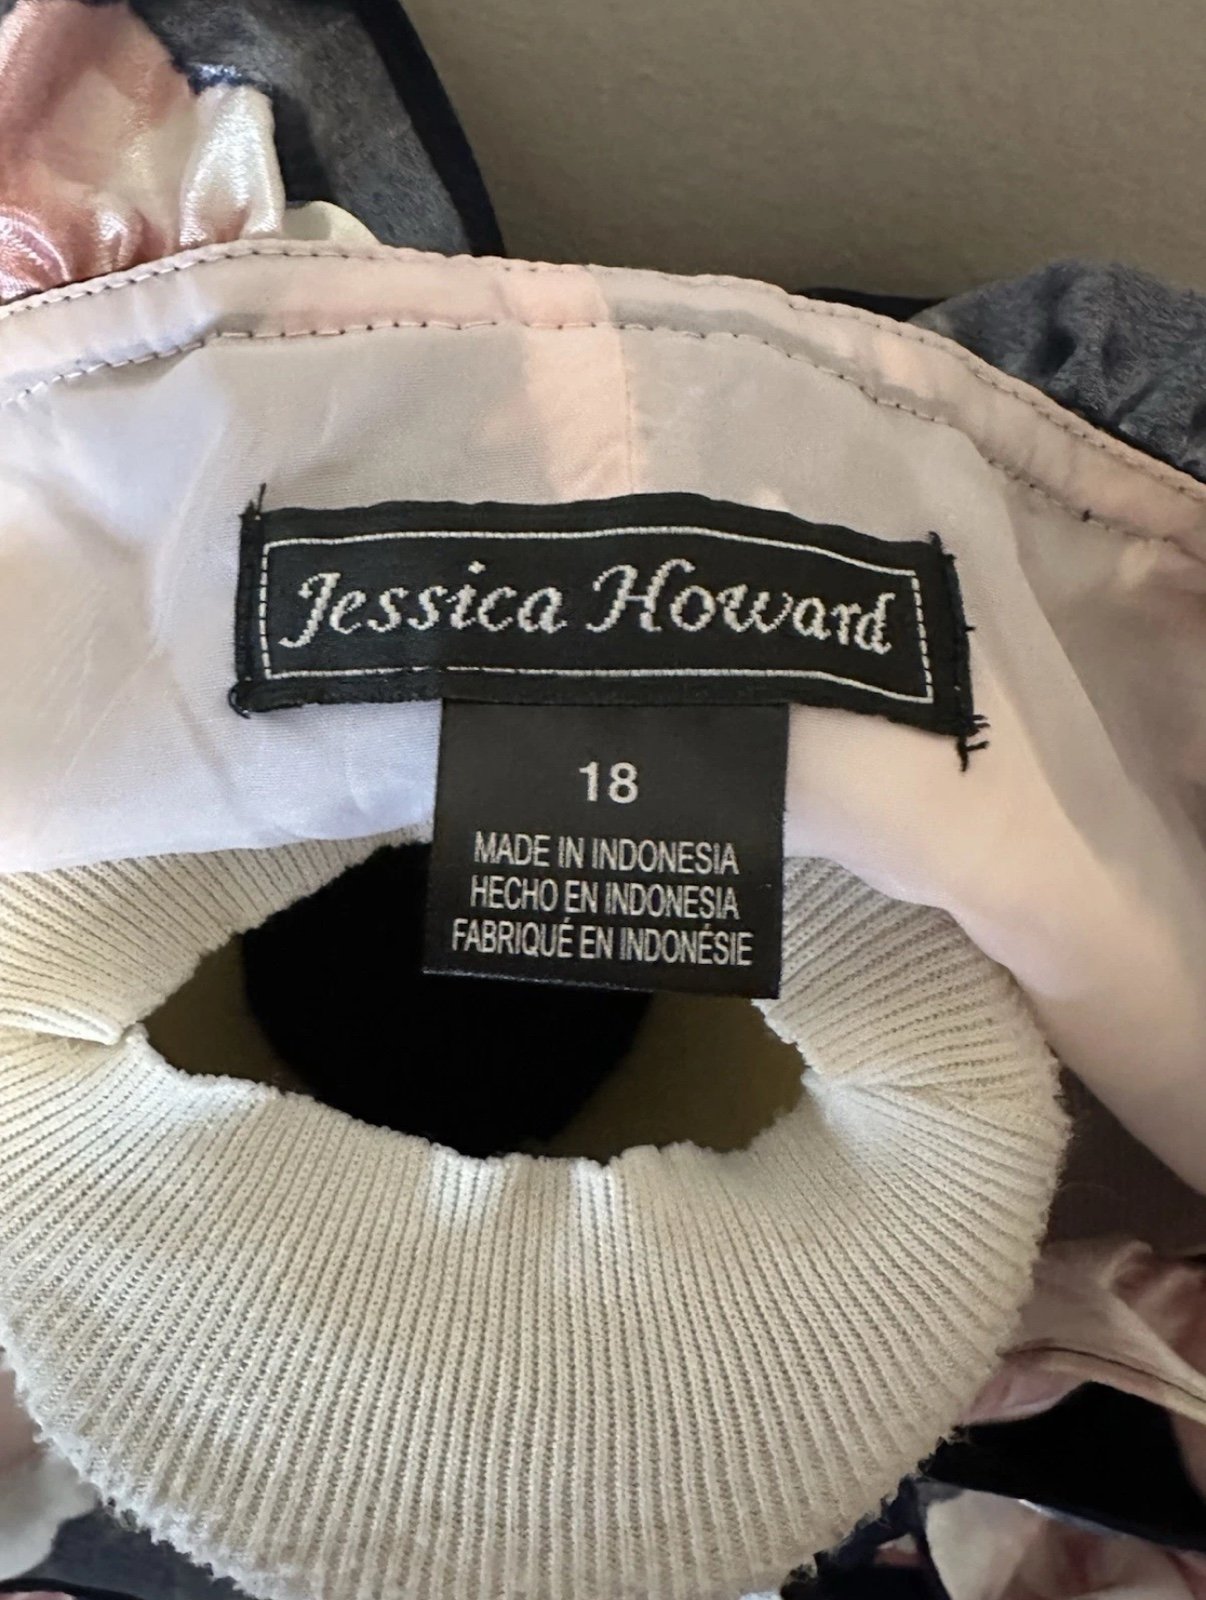 Jessica Howard
18
MADE IN INDONESIA
HECHO EN INDONESIA
FABRIQUÉ EN INDONÉSIE